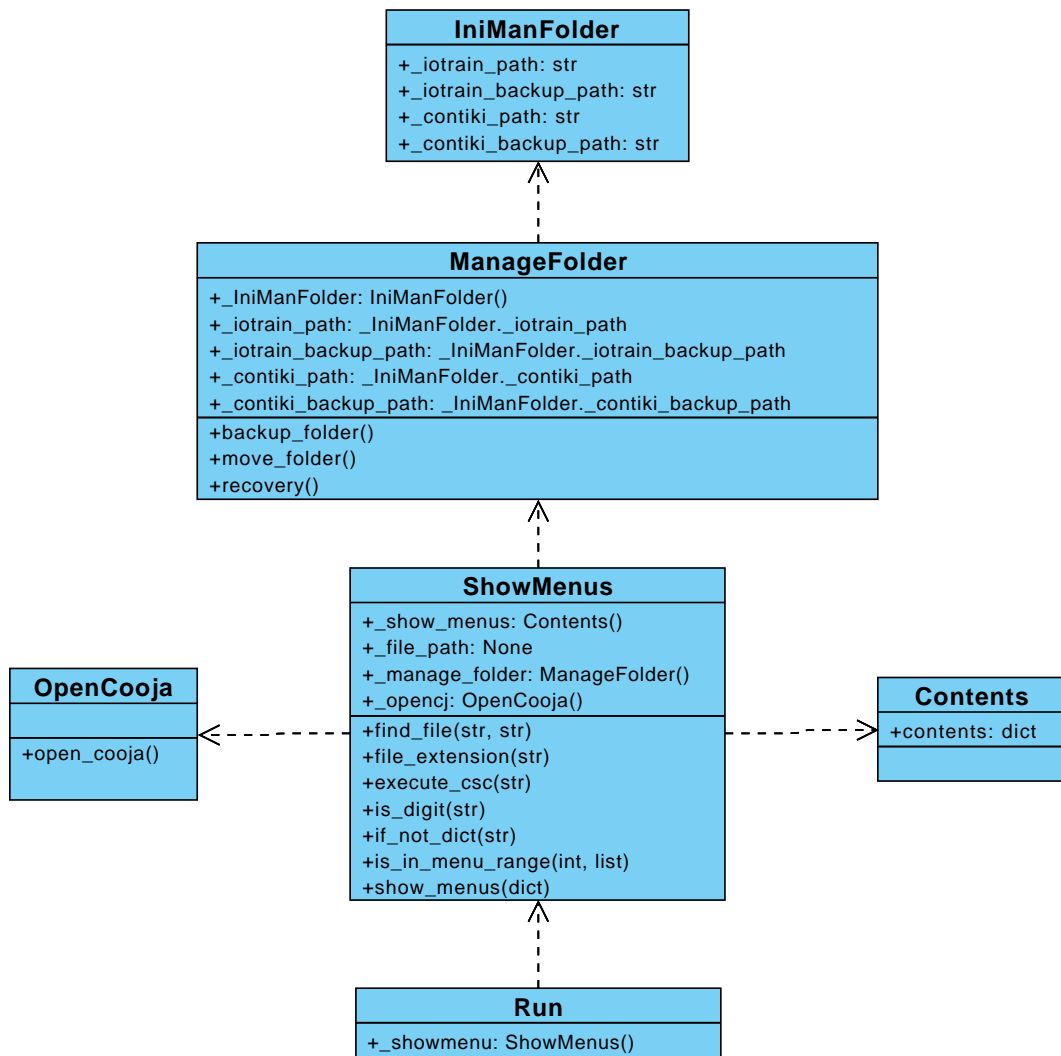 IniManFolder
+_iotrain_path: str
+_iotrain_backup_path: str
+_contiki_path: str
+_contiki_backup_path: str
ManageFolder
+_IniManFolder: IniManFolder()
+_iotrain_path: _IniManFolder._iotrain_path
+_iotrain_backup_path: _IniManFolder._iotrain_backup_path
+_contiki_path: _IniManFolder._contiki_path
+_contiki_backup_path: _IniManFolder._contiki_backup_path
+backup_folder()
+move_folder()
+recovery()
ShowMenus
+_show_menus: Contents()
+_file_path: None
+_manage_folder: ManageFolder()
+_opencj: OpenCooja()
+find_file(str, str)
+file_extension(str)
+execute_csc(str)
+is_digit(str)
+if_not_dict(str)
+is_in_menu_range(int, list)
+show_menus(dict)
OpenCooja
+open_cooja()
Contents
+contents: dict
Run
+_showmenu: ShowMenus()